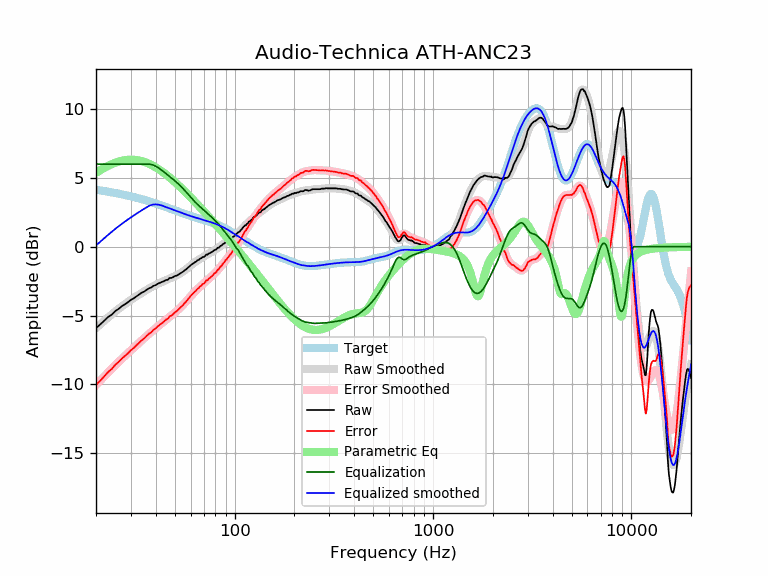 Audio-Technica ATH-ANC23
Amplitude (dBr)
10
5
0
−5
−10
−15
Target
Raw Smoothed
Error Smoothed
Raw
Error
Parametric Eq
Equalization
Equalized smoothed
100
1000
10000
Frequency (Hz)